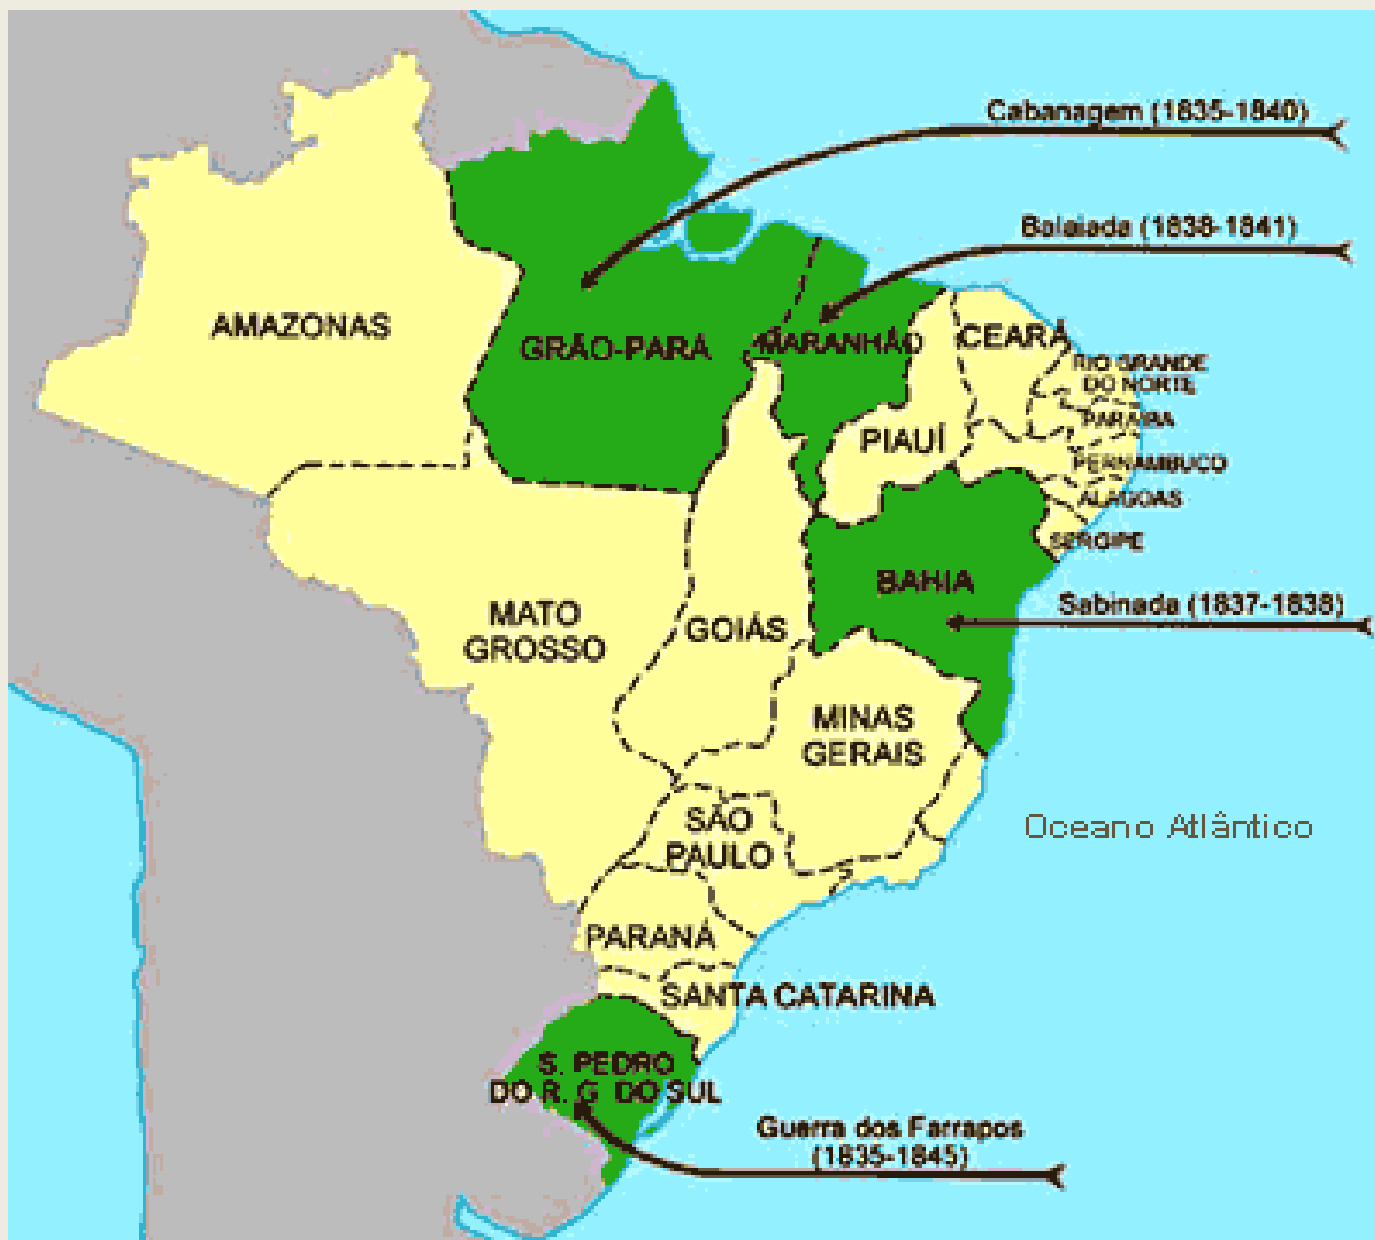 Cabanagem (1835-1840)
Balaiada (1838-1841)
AMAZONAS
GRÃO-PARÁ
MARANHÃO
CEARÁ
RIO GRANDE
DO NORTE
PARAÍBA
PIAUÍ
PERNAMBUCO
ALAGOAS
SERGIPE
BAHIA
Sabinada (1837-1838)
MATO
GROSSO
GOIÁS
MINAS
GERAIS
SÃO
PAULO
Oceano Atlântico
PARANÁ
SANTA CATARINA
S. PEDRO
DO R. G. DO SUL
Guerra dos Farrapos
(1835-1845)